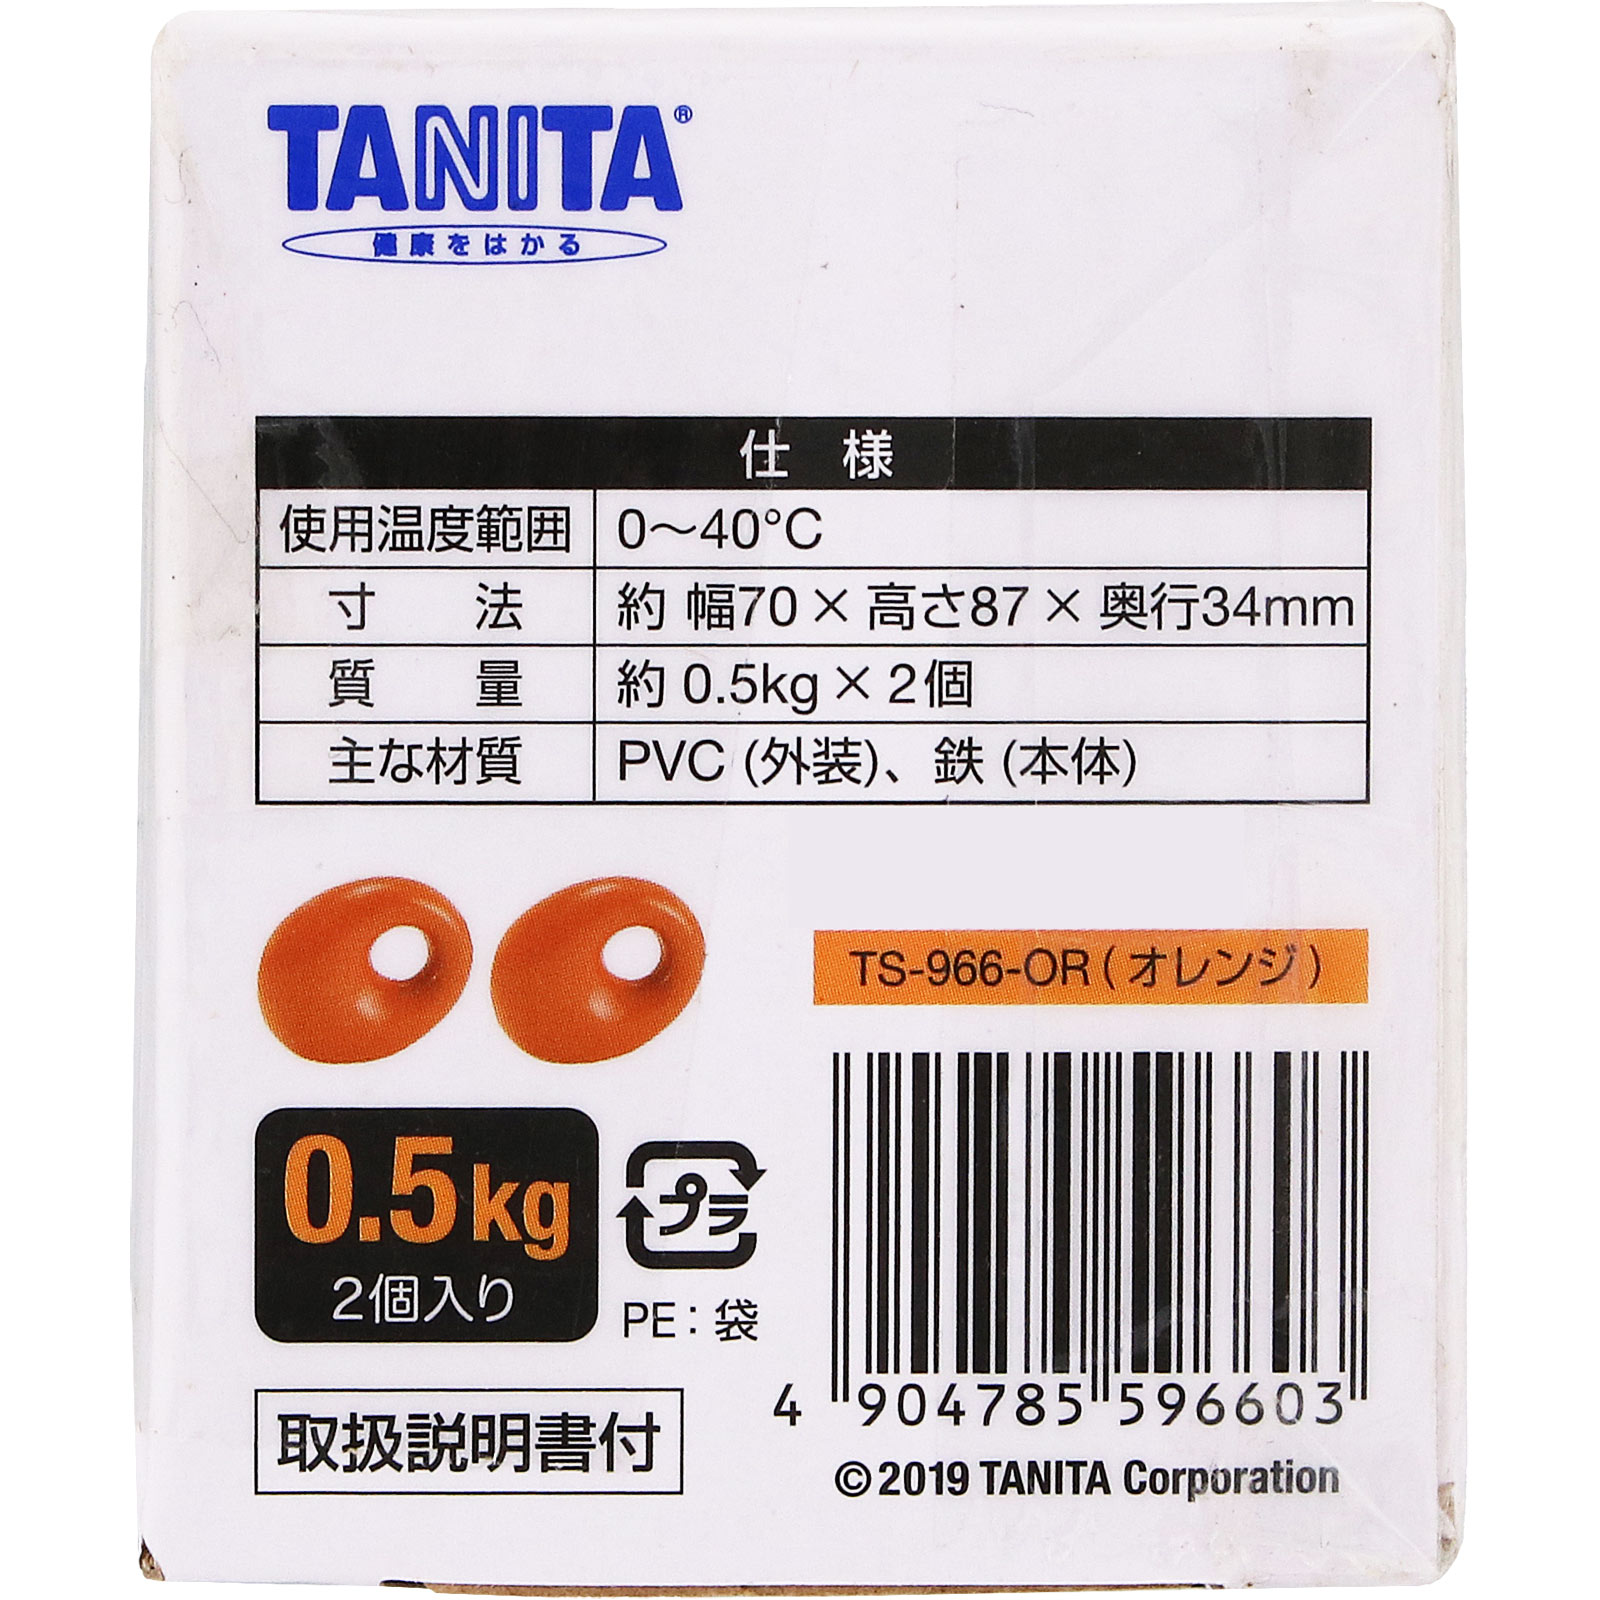 TANITA®
健康をはかる
仕 様
使用温度範囲 0〜40℃
寸 法 約 幅70×高さ87×奥行34mm
質 量 約 0.5kg×2個
主な材質 PVC (外装)、鉄 (本体)
TS-966-OR(オレンジ)
0.5kg
2個入り
プラ
PE：袋
4 904785 596603
取扱説明書付
©2019 TANITA Corporation